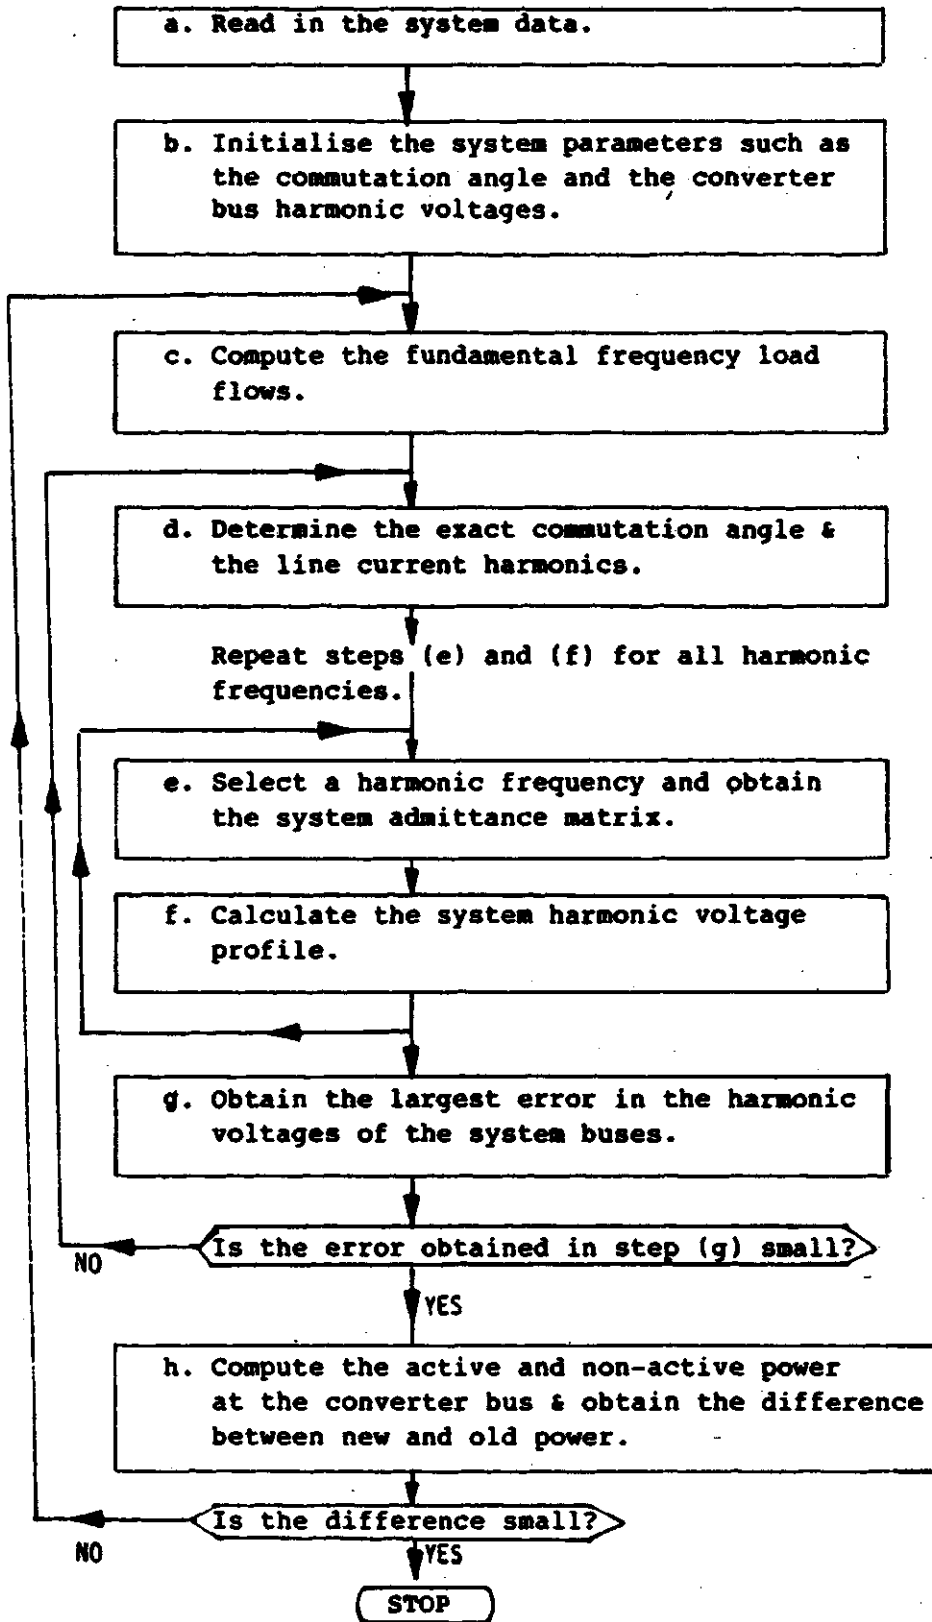 a. Read in the system data.
b. Initialise the system parameters such as
the commutation angle and the converter
bus harmonic voltages.
c. Compute the fundamental frequency load
flows.
d. Determine the exact commutation angle &
the line current harmonics.
Repeat steps (e) and (f) for all harmonic
frequencies.
e. Select a harmonic frequency and obtain
the system admittance matrix.
f. Calculate the system harmonic voltage
profile.
g. Obtain the largest error in the harmonic
voltages of the system buses.
Is the error obtained in step (g) small?
NO
YES
h. Compute the active and non-active power
at the converter bus & obtain the difference
between new and old power.
Is the difference small?
NO
YES
STOP